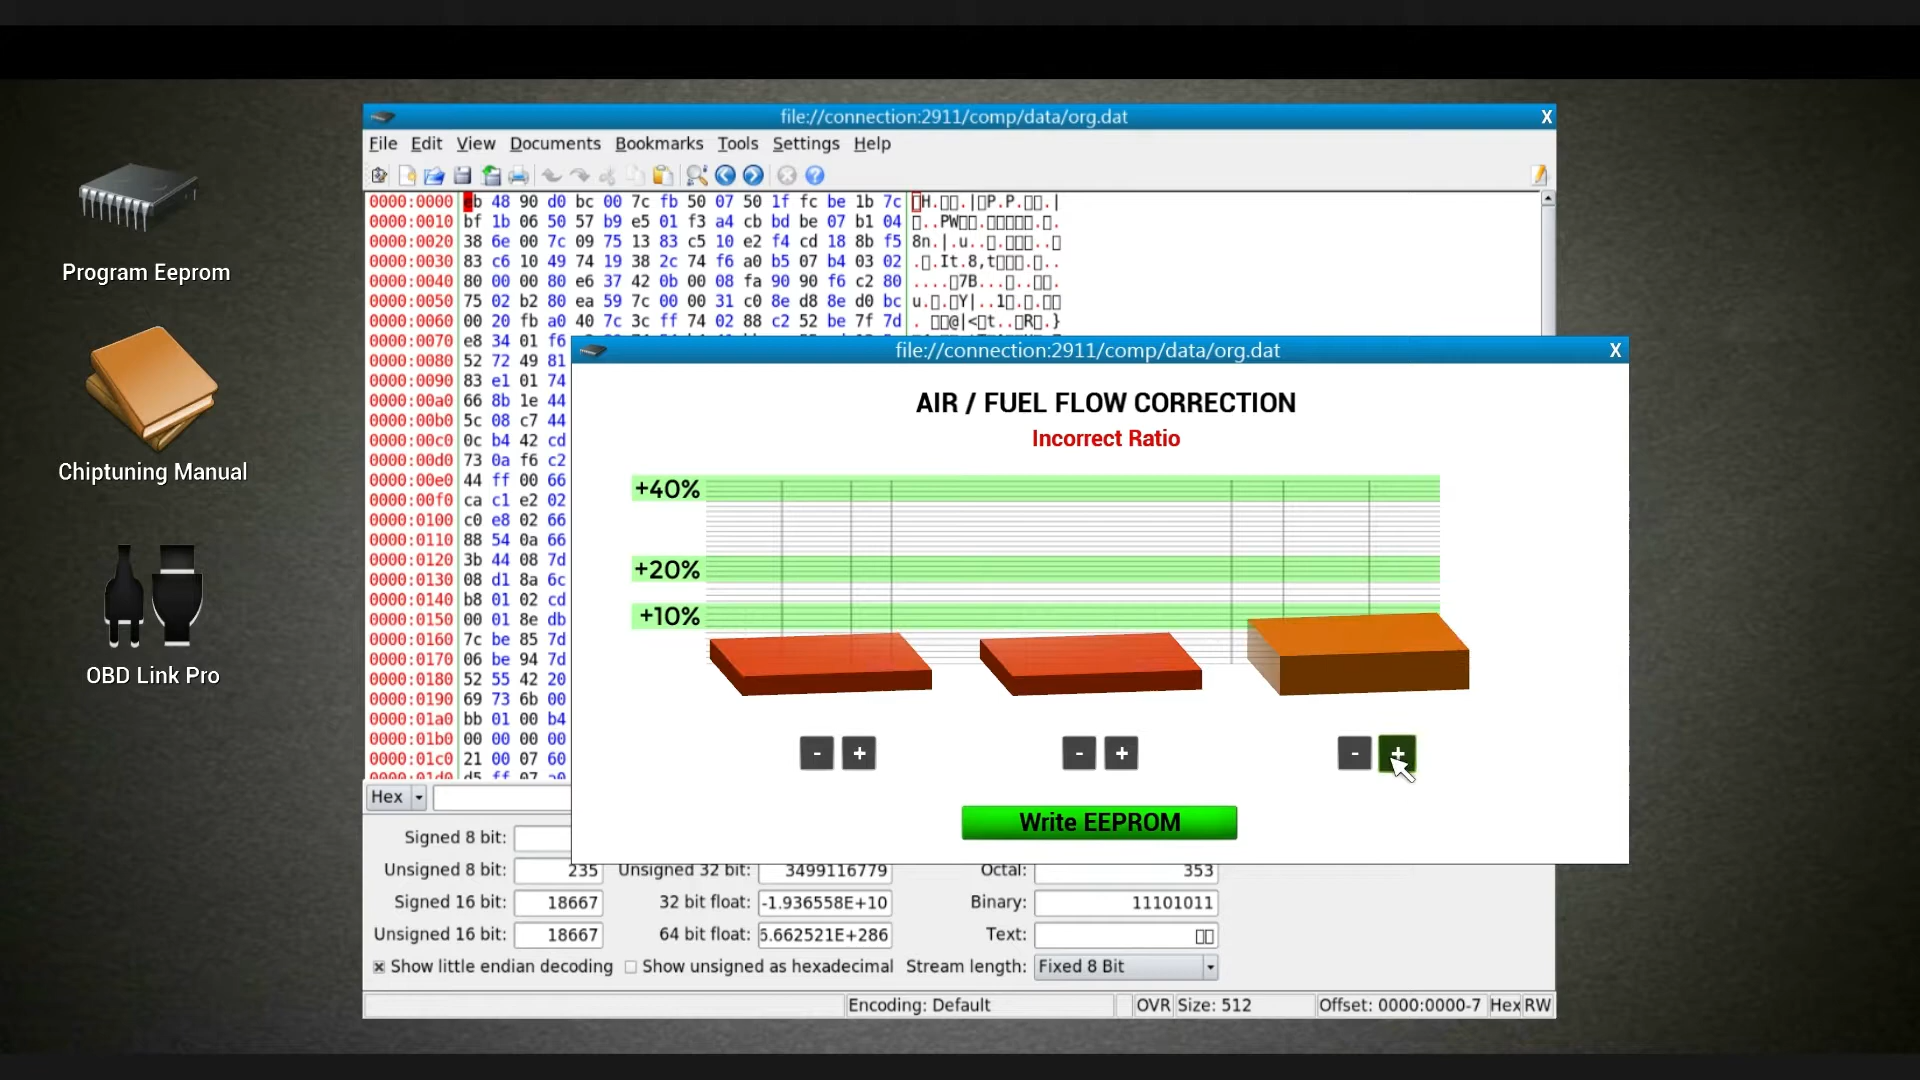 file://connection:2911/comp/data/org.dat X
File Edit View Documents Bookmarks Tools Settings Help
0000:0000 eb 48 90 d0 bc 00 7c fb 50 07 50 1f fc be 1b 7c
0000:0010 bf 1b 06 50 57 b9 e5 01 f3 a4 cb bd be 07 b1 04
0000:0020 38 6e 00 7c 09 75 13 83 c5 10 e2 f4 cd 18 8b f5
0000:0030 83 c6 10 49 74 19 38 2c 74 f6 a0 b5 07 b4 03 02
0000:0040 80 00 00 80 e6 37 42 0b 00 08 fa 90 90 f6 c2 80
0000:0050 75 02 b2 80 ea 59 7c 00 00 31 c0 8e d8 8e d0 bc
0000:0060 00 20 fb a0 40 7c 3c ff 74 02 88 c2 52 be 7f 7d
0000:0070 e8 34 01 f6
0000:0080 52 72 49 81
0000:0090 83 e1 01 74
0000:00a0 66 8b 1e 44
0000:00b0 5c 08 c7 44
0000:00c0 0c b4 42 cd
0000:00d0 73 0a f6 c2
0000:00e0 44 ff 00 66
0000:00f0 ca c1 e2 02
0000:0100 c0 e8 02 66
0000:0110 88 54 0a 66
0000:0120 3b 44 08 7d
0000:0130 08 d1 8a 6c
0000:0140 b8 01 02 cd
0000:0150 00 01 8e db
0000:0160 7c be 85 7d
0000:0170 06 be 94 7d
0000:0180 52 55 42 20
0000:0190 69 73 6b 00
0000:01a0 bb 01 00 b4
0000:01b0 00 00 00 00
0000:01c0 21 00 07 60
0000:01d0 d5 ff 07 a0
Program Eeprom
Chiptuning Manual
OBD Link Pro
file://connection:2911/comp/data/org.dat X
AIR / FUEL FLOW CORRECTION
Incorrect Ratio
+40%
+20%
+10%
- + - + - +
Write EEPROM
Hex
Signed 8 bit:
Unsigned 8 bit: 235 Unsigned 32 bit: 3499116779 Octal: 353
Signed 16 bit: 18667 32 bit float: -1.936558E+10 Binary: 11101011
Unsigned 16 bit: 18667 64 bit float: 5.662521E+286 Text:
Show little endian decoding Show unsigned as hexadecimal Stream length: Fixed 8 Bit
Encoding: Default OVR Size: 512 Offset: 0000:0000-7 Hex RW